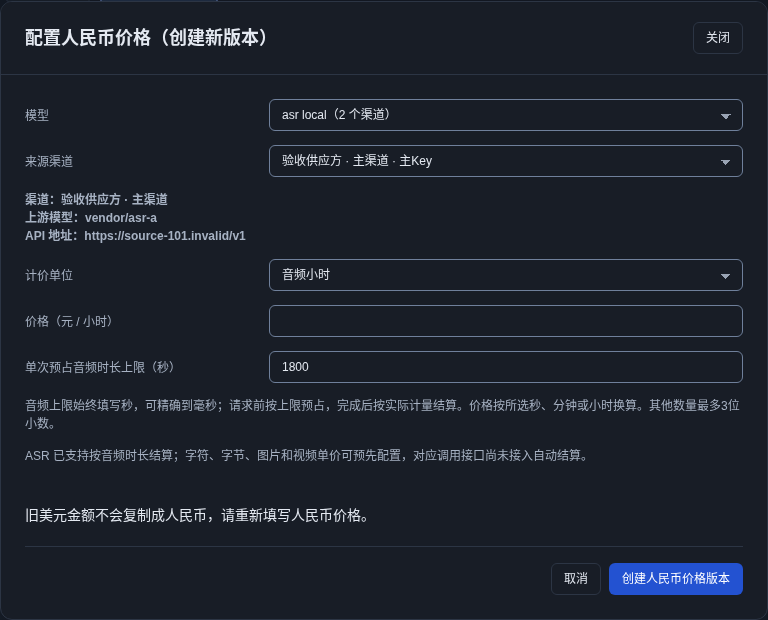 配置人民币价格（创建新版本）
关闭
模型
asr local（2 个渠道）
来源渠道
验收供应方 · 主渠道 · 主Key
渠道：验收供应方 · 主渠道
上游模型：vendor/asr-a
API 地址：https://source-101.invalid/v1
计价单位
音频小时
价格（元 / 小时）
单次预占音频时长上限（秒）
1800
音频上限始终填写秒，可精确到毫秒；请求前按上限预占，完成后按实际计量结算。价格按所选秒、分钟或小时换算。其他数量最多3位
小数。
ASR 已支持按音频时长结算；字符、字节、图片和视频单价可预先配置，对应调用接口尚未接入自动结算。
旧美元金额不会复制成人民币，请重新填写人民币价格。
取消
创建人民币价格版本